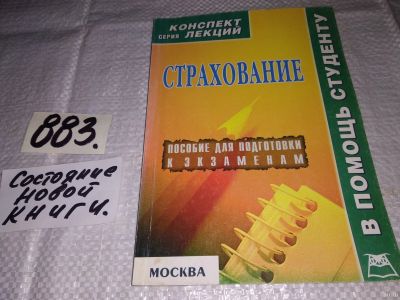 КОНСПЕКТ
СЕРИЯ ЛЕКЦИЙ
СТРАХОВАНИЕ
ПОСОБИЕ ДЛЯ ПОДГОТОВКИ
К ЭКЗАМЕНАМ
МОСКВА
В ПОМОЩЬ СТУДЕНТУ
883.
Состояние
новой
книги.